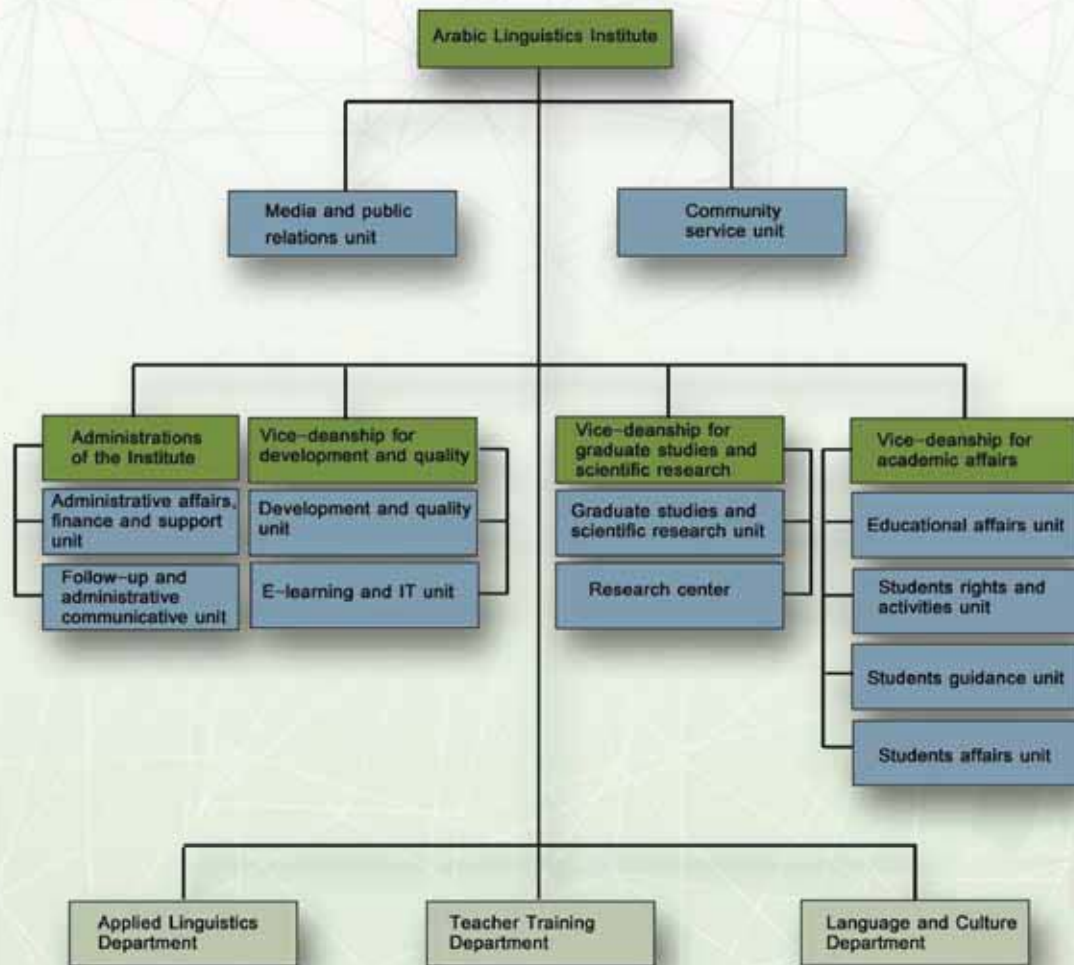 Arabic Linguistics Institute
Media and public
relations unit
Community
service unit
Administrations
of the Institute
Administrative affairs,
finance and support
unit
Follow-up and
administrative
communicative unit
Vice-deanship for
development and quality
Development and quality
unit
E-learning and IT unit
Vice-deanship for
graduate studies and
scientific research
Graduate studies and
scientific research unit
Research center
Vice-deanship for
academic affairs
Educational affairs unit
Students rights and
activities unit
Students guidance unit
Students affairs unit
Applied Linguistics
Department
Teacher Training
Department
Language and Culture
Department